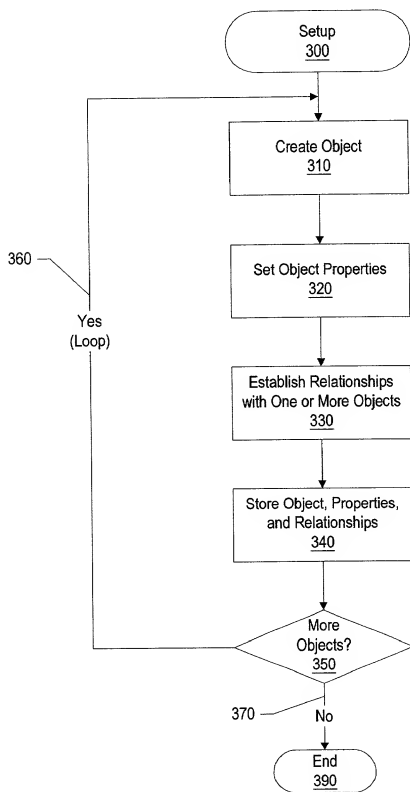 Setup
300
Create Object
310
360
Set Object Properties
320
Yes
(Loop)
Establish Relationships
with One or More Objects
330
Store Object, Properties,
and Relationships
340
More
Objects?
350
370
No
End
390